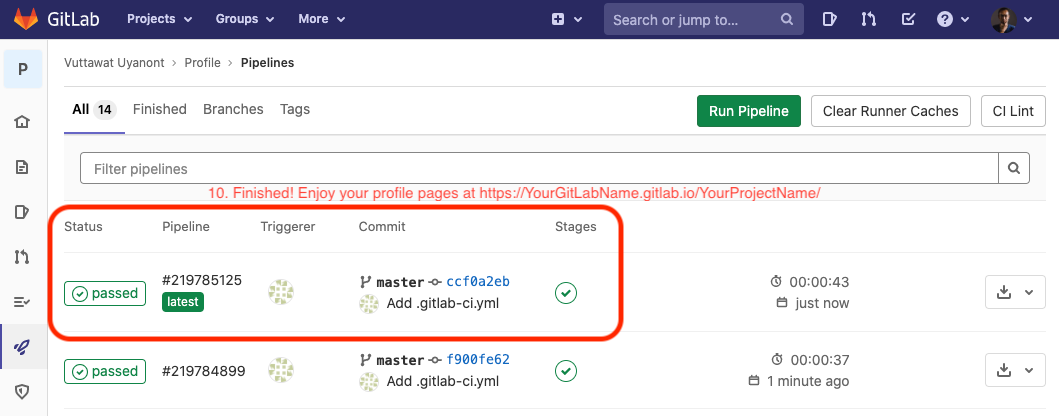 GitLab Projects Groups More Search or jump to...
P
Vuttawat Uyanont > Profile > Pipelines
All 14 Finished Branches Tags Run Pipeline Clear Runner Caches CI Lint
Filter pipelines
10. Finished! Enjoy your profile pages at https://YourGitLabName.gitlab.io/YourProjectName/
Status Pipeline Triggerer Commit Stages
passed #219785125 master ccf0a2eb 00:00:43
latest Add .gitlab-ci.yml just now
passed #219784899 master f900fe62 00:00:37
Add .gitlab-ci.yml 1 minute ago